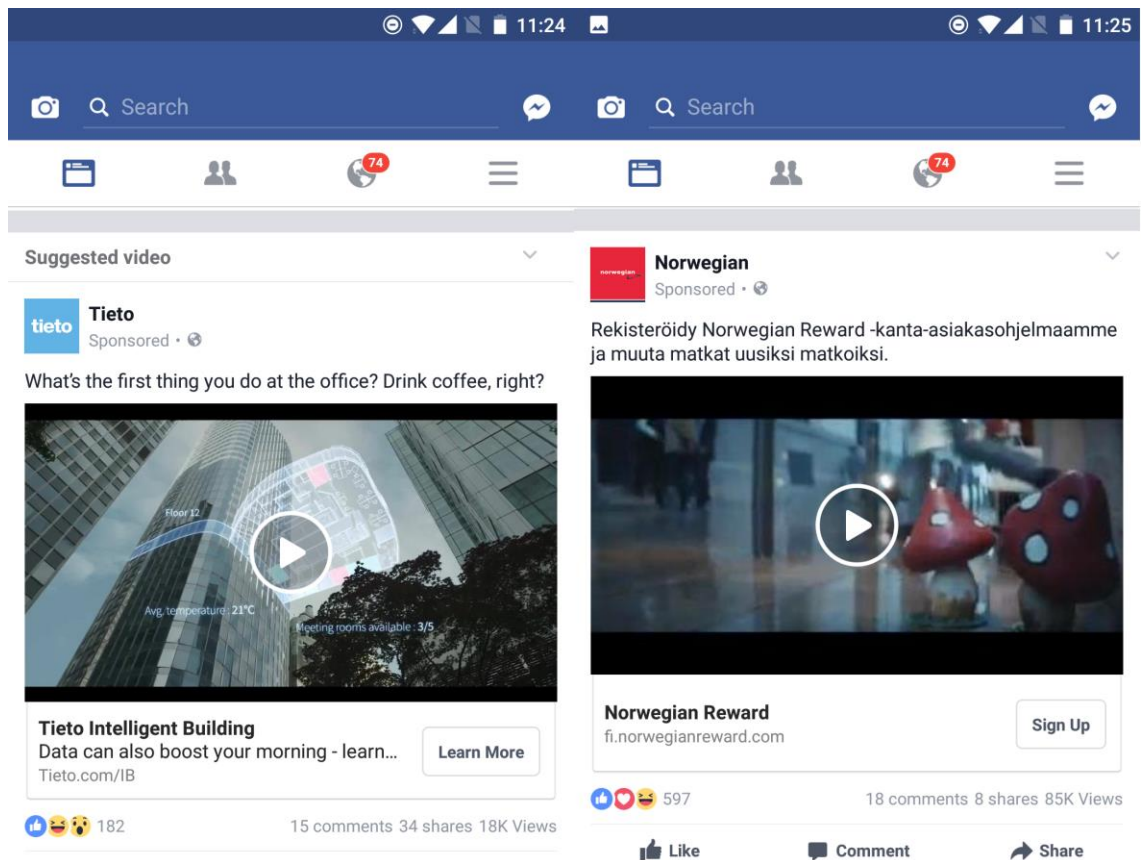 11:24
Search
74
Suggested video
tieto
Tieto
Sponsored •
What's the first thing you do at the office? Drink coffee, right?
Floor 12
Avg. temperature : 21°C
Meeting rooms available : 3/5
Tieto Intelligent Building
Data can also boost your morning - learn...
Tieto.com/IB
Learn More
182
15 comments 34 shares 18K Views
11:25
Search
74
norwegian
Norwegian
Sponsored •
Rekisteröidy Norwegian Reward -kanta-asiakasohjelmaamme
ja muuta matkat uusiksi matkoiksi.
Norwegian Reward
fi.norwegianreward.com
Sign Up
597
18 comments 8 shares 85K Views
Like
Comment
Share